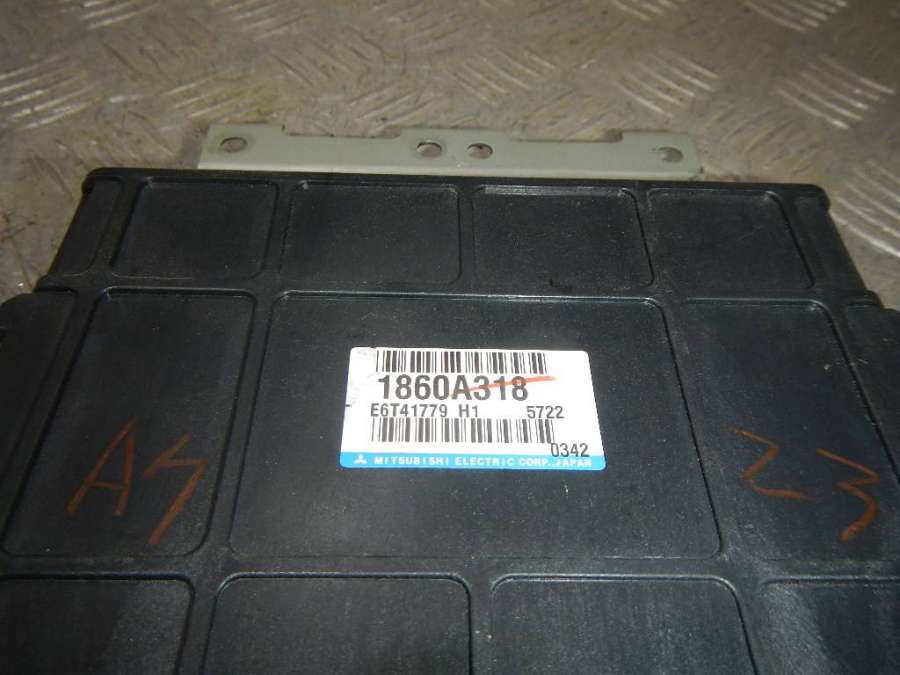 1860A318
E6T41779 H1 5722
0342
MITSUBISHI ELECTRIC CORP. JAPAN
A5 23